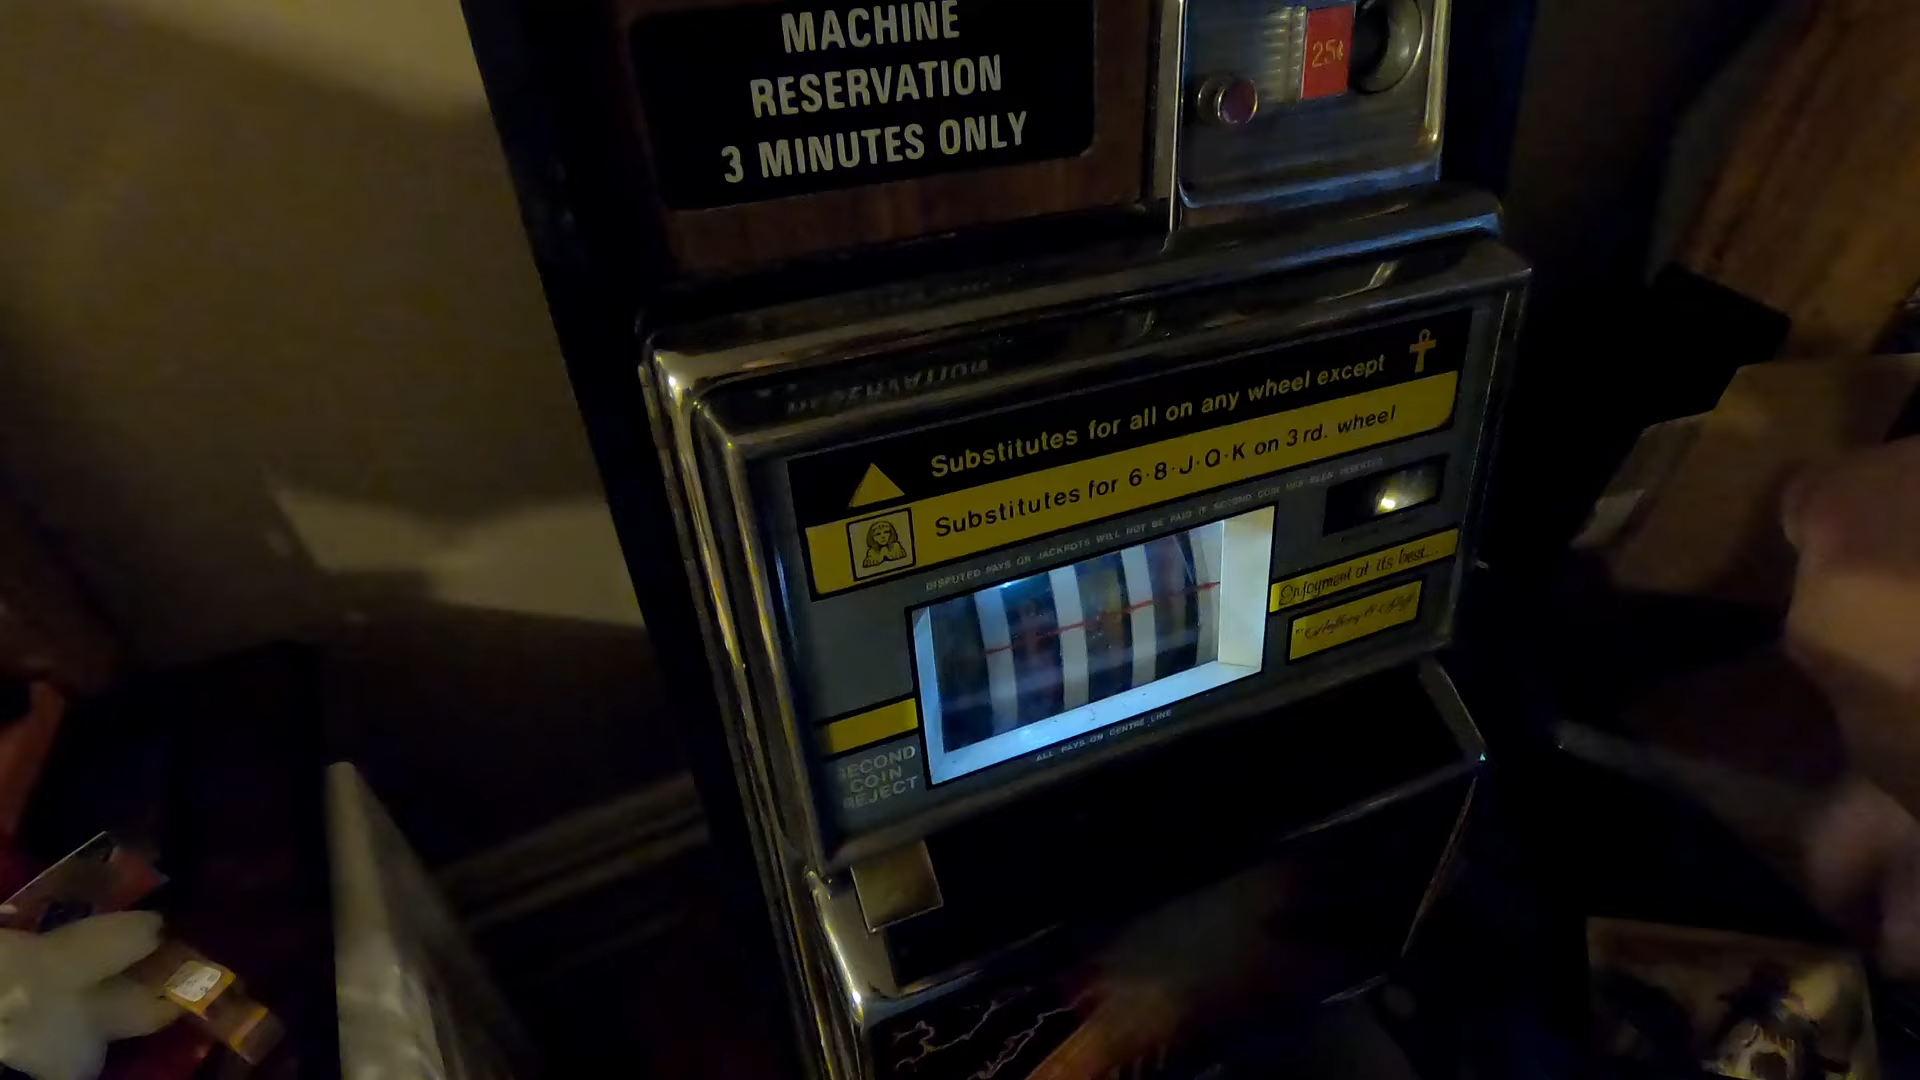 MACHINE
RESERVATION
3 MINUTES ONLY
25¢
Substitutes for all on any wheel except
Substitutes for 6·8·J·Q·K on 3rd. wheel
DISPUTED PAYS OR JACKPOTS WILL NOT BE PAID IF SECOND COIN HAS BEEN INSERTED
Enjoyment at its best...
ALL PAYS ON CENTRE LINE
SECOND
COIN
REJECT